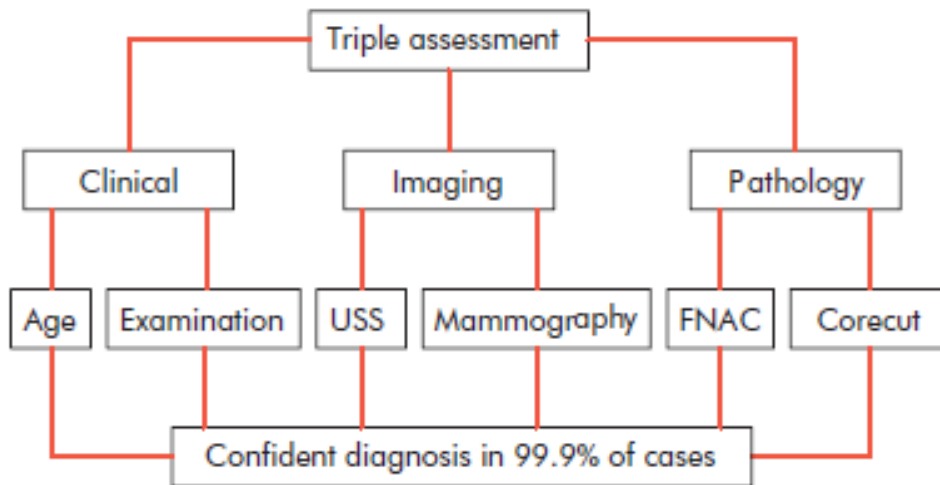 Triple assessment
Clinical
Imaging
Pathology
Age
Examination
USS
Mammography
FNAC
Corecut
Confident diagnosis in 99.9% of cases